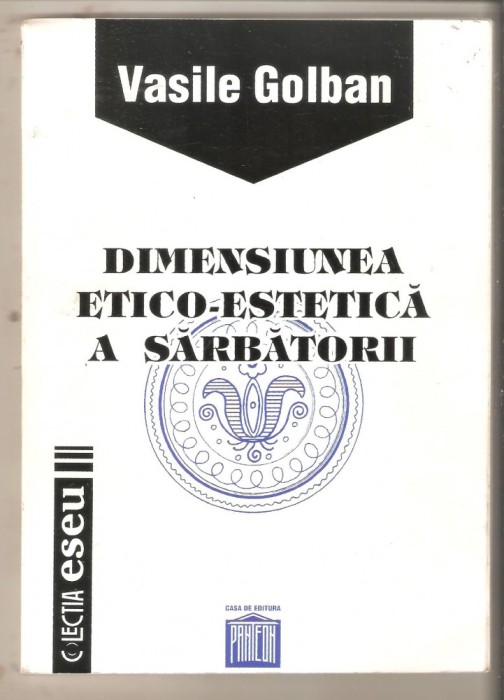 Vasile Golban
DIMENSIUNEA
ETICO-ESTETICĂ
A SĂRBĂTORII
COLECTIA eseu
CASA DE EDITURA
PANTEON